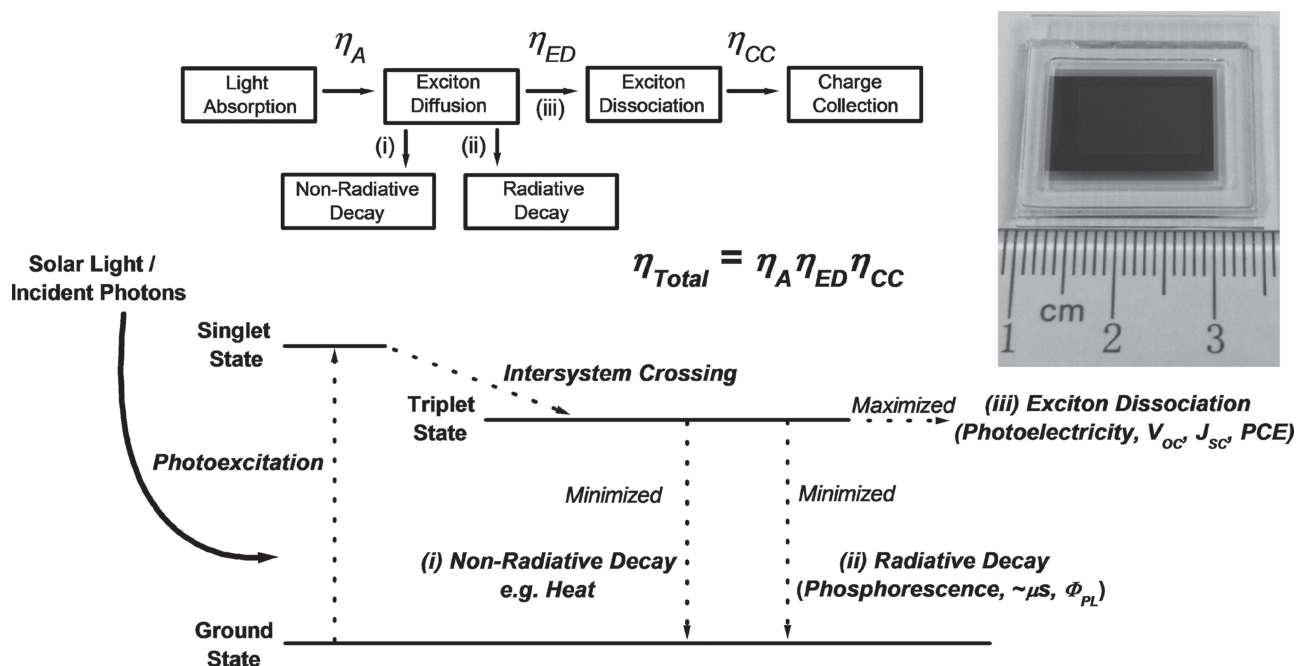 η_A
η_ED
η_CC
Light
Absorption
Exciton
Diffusion
(iii)
Exciton
Dissociation
Charge
Collection
(i)
(ii)
Non-Radiative
Decay
Radiative
Decay
η_Total = η_A η_ED η_CC
cm
1 2 3
Solar Light /
Incident Photons
Singlet
State
Intersystem Crossing
Triplet
State
Maximized
(iii) Exciton Dissociation
(Photoelectricity, V_OC, J_SC, PCE)
Photoexcitation
Minimized
Minimized
(i) Non-Radiative Decay
e.g. Heat
(ii) Radiative Decay
(Phosphorescence, ~μs, Φ_PL)
Ground
State